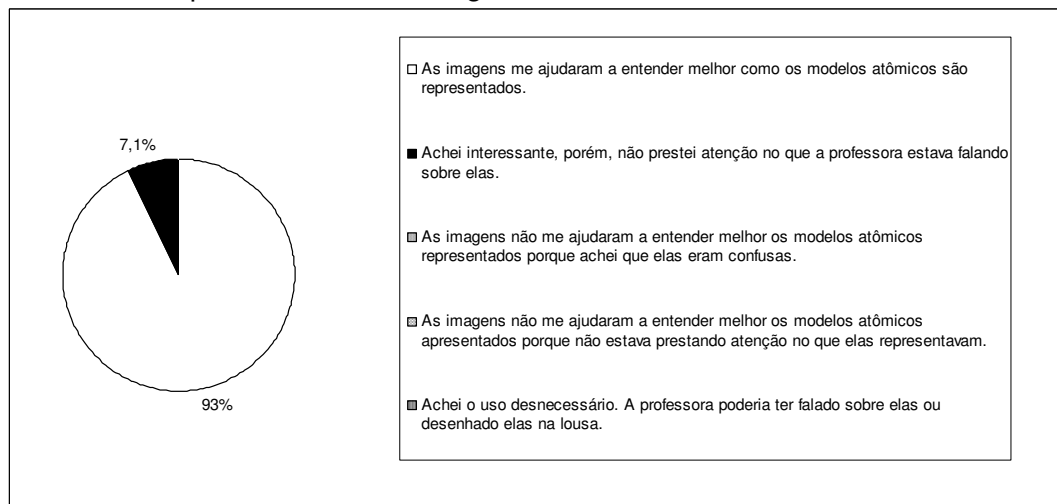 7,1%
93%
As imagens me ajudaram a entender melhor como os modelos atômicos são
representados.
Achei interessante, porém, não prestei atenção no que a professora estava falando
sobre elas.
As imagens não me ajudaram a entender melhor os modelos atômicos
representados porque achei que elas eram confusas.
As imagens não me ajudaram a entender melhor os modelos atômicos
apresentados porque não estava prestando atenção no que elas representavam.
Achei o uso desnecessário. A professora poderia ter falado sobre elas ou
desenhado elas na lousa.